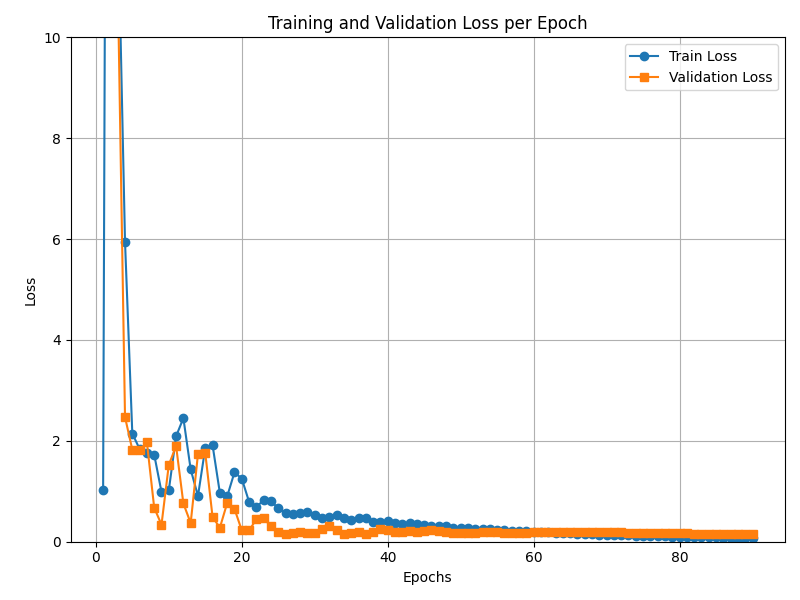 Training and Validation Loss per Epoch
Train Loss
Validation Loss
Loss
10
8
6
4
2
0
0 20 40 60 80
Epochs